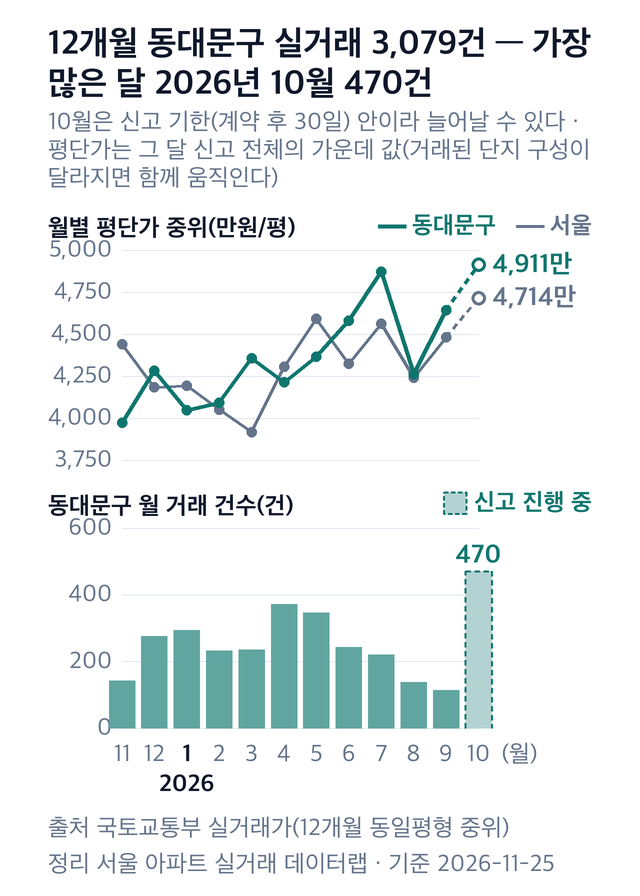 12개월 동대문구 실거래 3,079건 — 가장
많은 달 2026년 10월 470건
10월은 신고 기한(계약 후 30일) 안이라 늘어날 수 있다 ·
평단가는 그 달 신고 전체의 가운데 값(거래된 단지 구성이
달라지면 함께 움직인다)
월별 평단가 중위(만원/평)
동대문구 서울
5,000
4,750
4,500
4,250
4,000
3,750
4,911만
4,714만
동대문구 월 거래 건수(건)
신고 진행 중
600
400
200
0
470
11 12 1 2 3 4 5 6 7 8 9 10 (월)
2026
출처 국토교통부 실거래가(12개월 동일평형 중위)
정리 서울 아파트 실거래 데이터랩 · 기준 2026-11-25